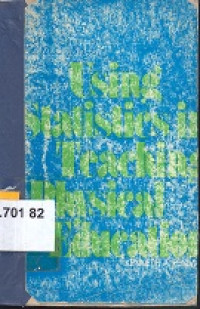 Using
Statistics in
Teaching
Physical
Education
.701 82